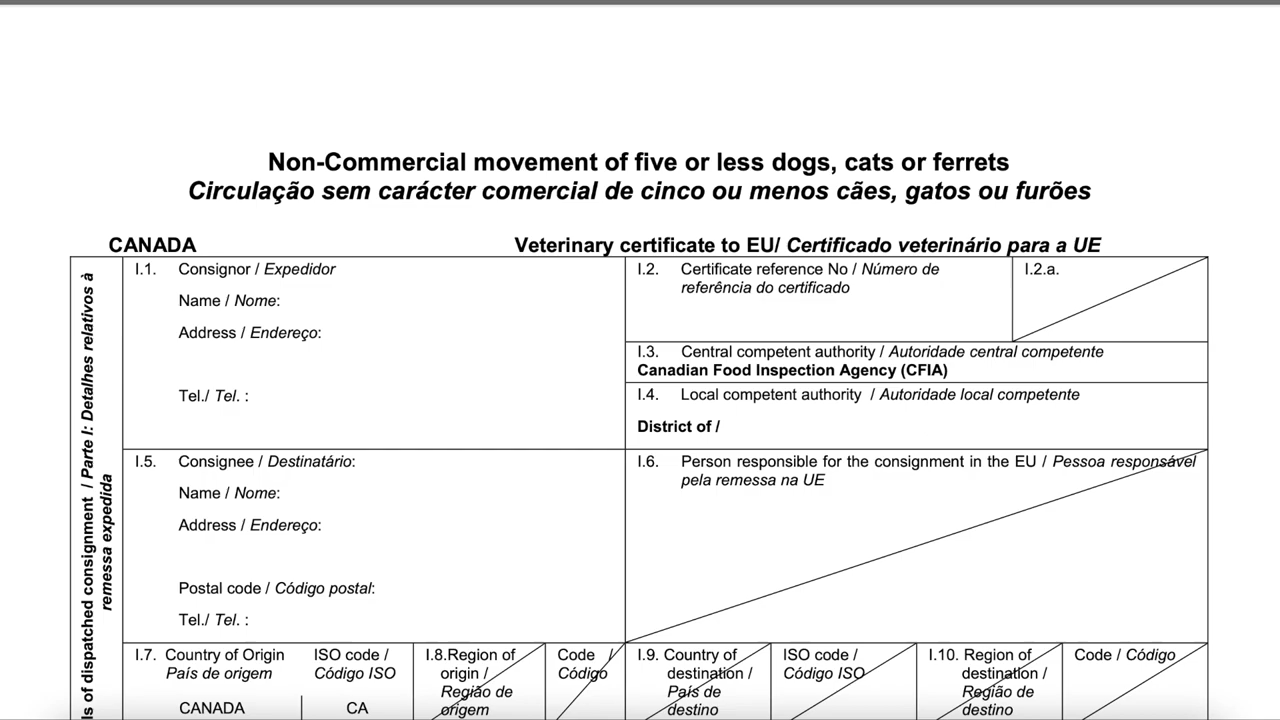 Non-Commercial movement of five or less dogs, cats or ferrets
Circulação sem carácter comercial de cinco ou menos cães, gatos ou furões
CANADA
Veterinary certificate to EU/ Certificado veterinário para a UE
ls of dispatched consignment / Parte I: Detalhes relativos à
remessa expedida
I.1. Consignor / Expedidor
Name / Nome:
Address / Endereço:
Tel./ Tel. :
I.2. Certificate reference No / Número de
referência do certificado
I.2.a.
I.3. Central competent authority / Autoridade central competente
Canadian Food Inspection Agency (CFIA)
I.4. Local competent authority / Autoridade local competente
District of /
I.5. Consignee / Destinatário:
Name / Nome:
Address / Endereço:
Postal code / Código postal:
Tel./ Tel. :
I.6. Person responsible for the consignment in the EU / Pessoa responsável
pela remessa na UE
I.7. Country of Origin
País de origem
CANADA
ISO code /
Código ISO
CA
I.8.Region of
origin /
Região de
origem
Code /
Código
I.9. Country of
destination /
País de
destino
ISO code /
Código ISO
I.10. Region of
destination /
Região de
destino
Code / Código